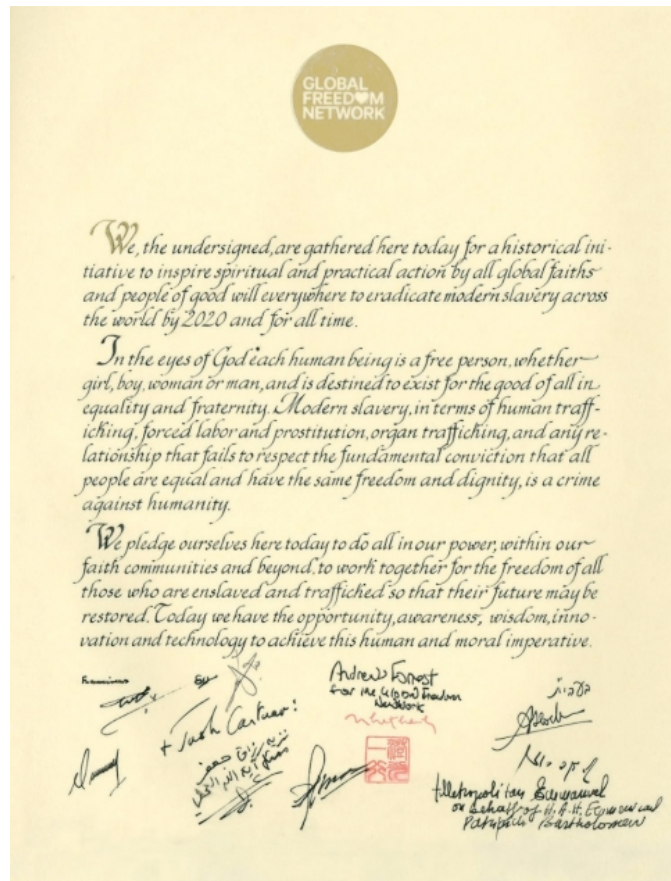 GLOBAL
FREEDOM
NETWORK
We, the undersigned, are gathered here today for a historical ini-
tiative to inspire spiritual and practical action by all global faiths
and people of good will everywhere to eradicate modern slavery across
the world by 2020 and for all time.
In the eyes of God each human being is a free person, whether
girl, boy, woman or man, and is destined to exist for the good of all in
equality and fraternity. Modern slavery, in terms of human traff-
icking, forced labor and prostitution, organ trafficking, and any re-
lationship that fails to respect the fundamental conviction that all
people are equal and have the same freedom and dignity, is a crime
against humanity.
We pledge ourselves here today to do all in our power, within our
faith communities and beyond, to work together for the freedom of all
those who are enslaved and trafficked so that their future may be
restored. Today we have the opportunity, awareness, wisdom, inno-
vation and technology to achieve this human and moral imperative.
Andrew Forrest
for the Global Freedom
Network
+ Metropolitan Emmanuel
on behalf of H.A.H. Ecumenical
Patriarch Bartholomew